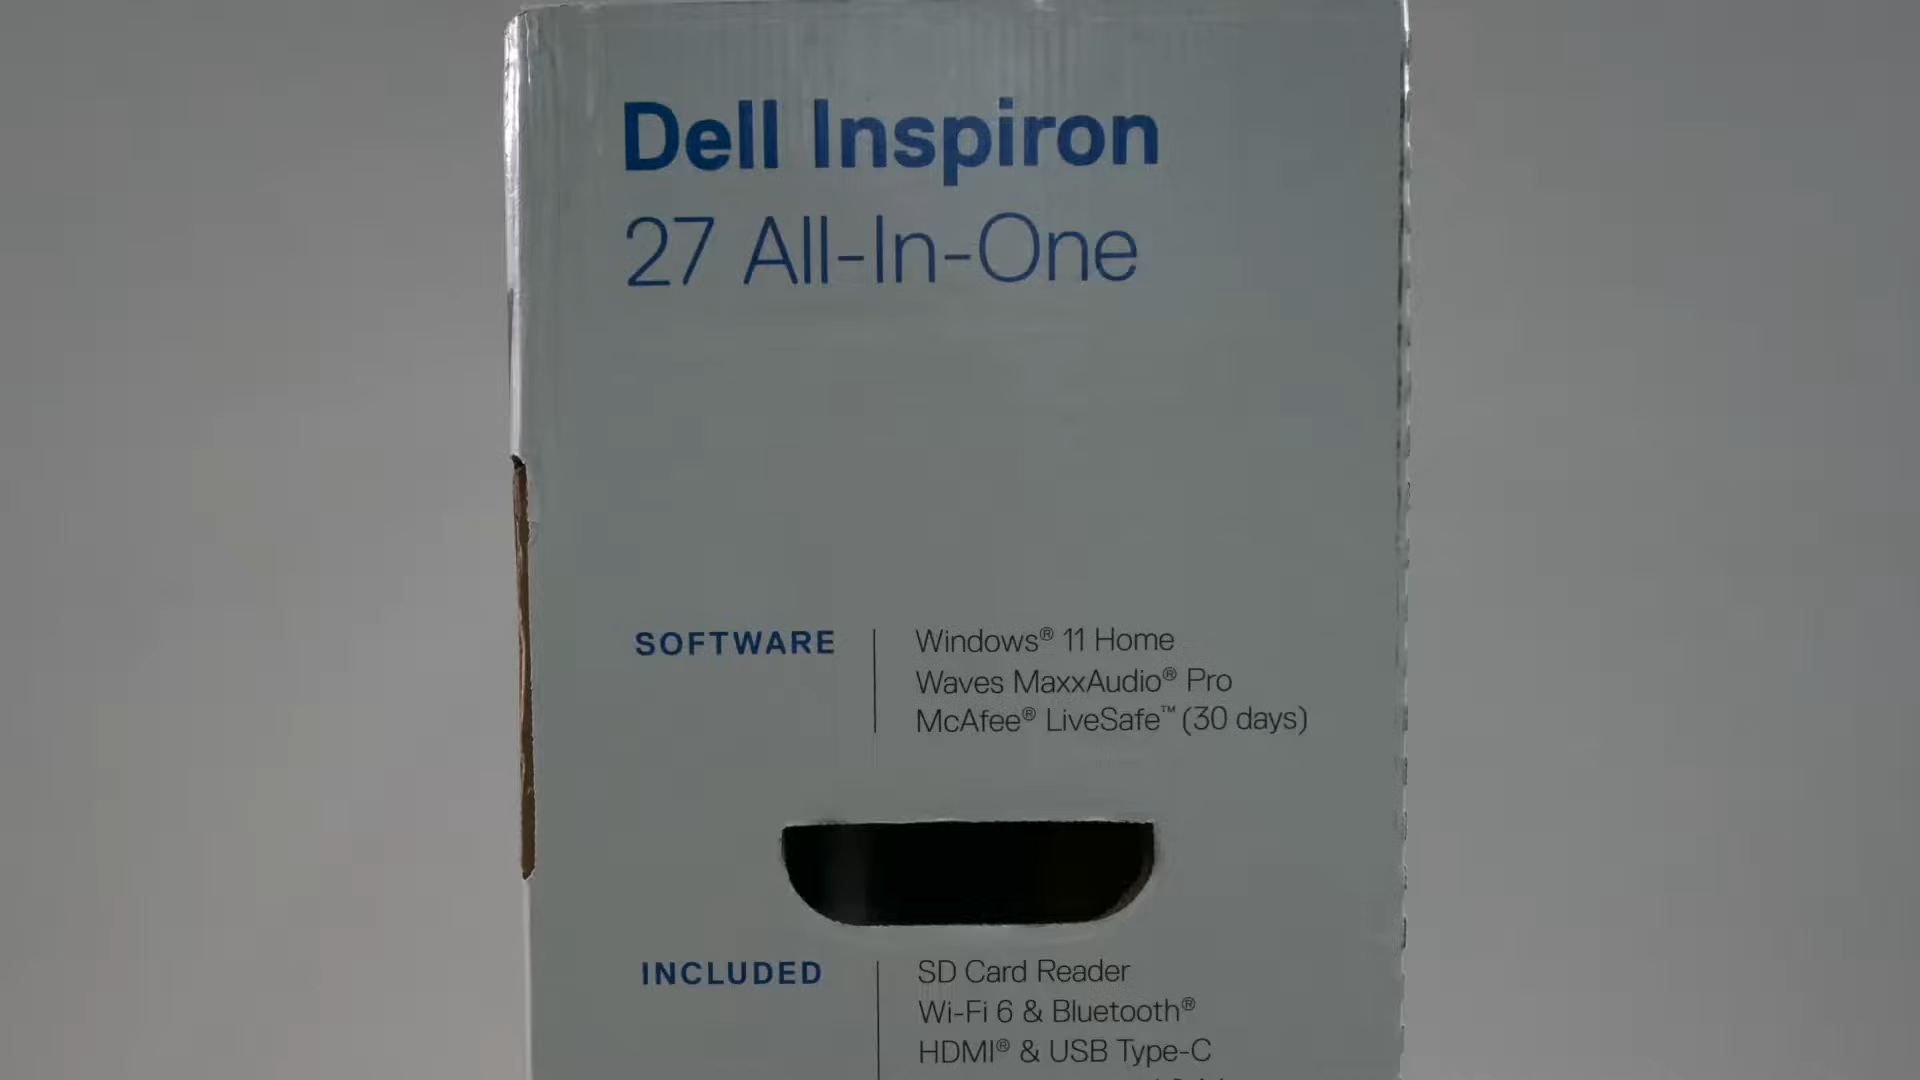 Dell Inspiron
27 All-In-One
SOFTWARE
Windows® 11 Home
Waves MaxxAudio® Pro
McAfee® LiveSafe™ (30 days)
INCLUDED
SD Card Reader
Wi-Fi 6 & Bluetooth®
HDMI® & USB Type-C